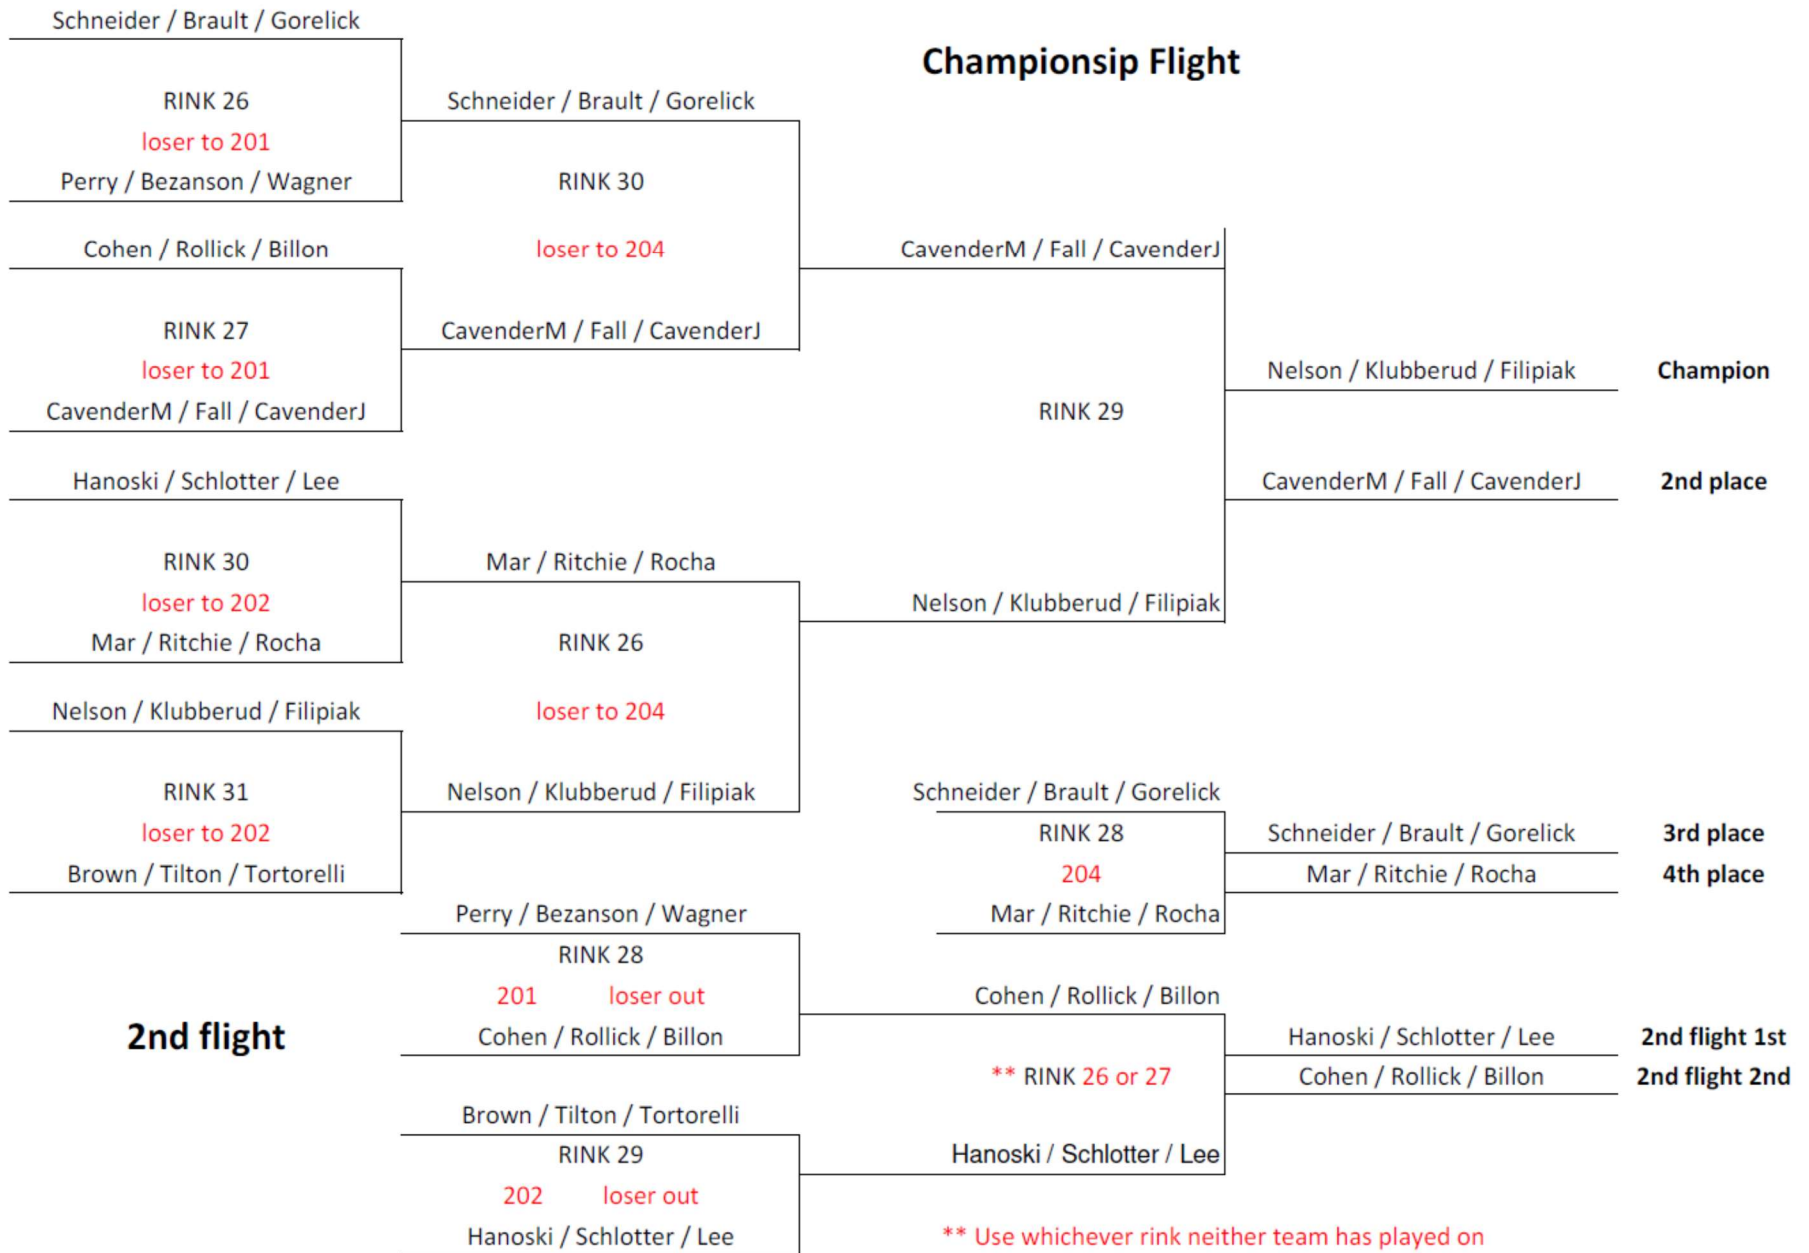 Schneider / Brault / Gorelick
Championsip Flight
RINK 26
Schneider / Brault / Gorelick
loser to 201
Perry / Bezanson / Wagner
RINK 30
Cohen / Rollick / Billon
loser to 204
CavenderM / Fall / CavenderJ
RINK 27
CavenderM / Fall / CavenderJ
loser to 201
Nelson / Klubberud / Filipiak
Champion
CavenderM / Fall / CavenderJ
RINK 29
Hanoski / Schlotter / Lee
CavenderM / Fall / CavenderJ
2nd place
RINK 30
Mar / Ritchie / Rocha
loser to 202
Nelson / Klubberud / Filipiak
Mar / Ritchie / Rocha
RINK 26
Nelson / Klubberud / Filipiak
loser to 204
RINK 31
Nelson / Klubberud / Filipiak
Schneider / Brault / Gorelick
loser to 202
RINK 28
Schneider / Brault / Gorelick
3rd place
Brown / Tilton / Tortorelli
204
Mar / Ritchie / Rocha
4th place
Perry / Bezanson / Wagner
Mar / Ritchie / Rocha
RINK 28
201 loser out
Cohen / Rollick / Billon
2nd flight
Cohen / Rollick / Billon
Hanoski / Schlotter / Lee
2nd flight 1st
** RINK 26 or 27
Cohen / Rollick / Billon
2nd flight 2nd
Brown / Tilton / Tortorelli
RINK 29
Hanoski / Schlotter / Lee
202 loser out
Hanoski / Schlotter / Lee
** Use whichever rink neither team has played on